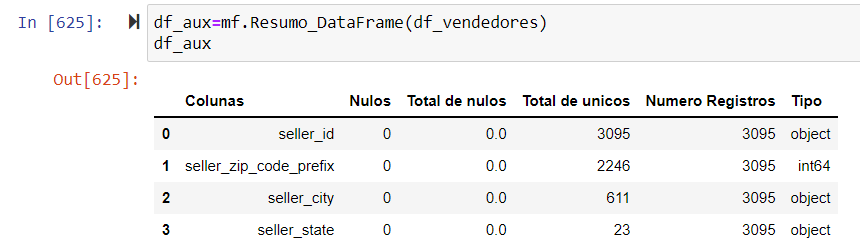 In [625]: df_aux=mf.Resumo_DataFrame(df_vendedores)
df_aux
Out[625]:
Colunas Nulos Total de nulos Total de unicos Numero Registros Tipo
0 seller_id 0 0.0 3095 3095 object
1 seller_zip_code_prefix 0 0.0 2246 3095 int64
2 seller_city 0 0.0 611 3095 object
3 seller_state 0 0.0 23 3095 object